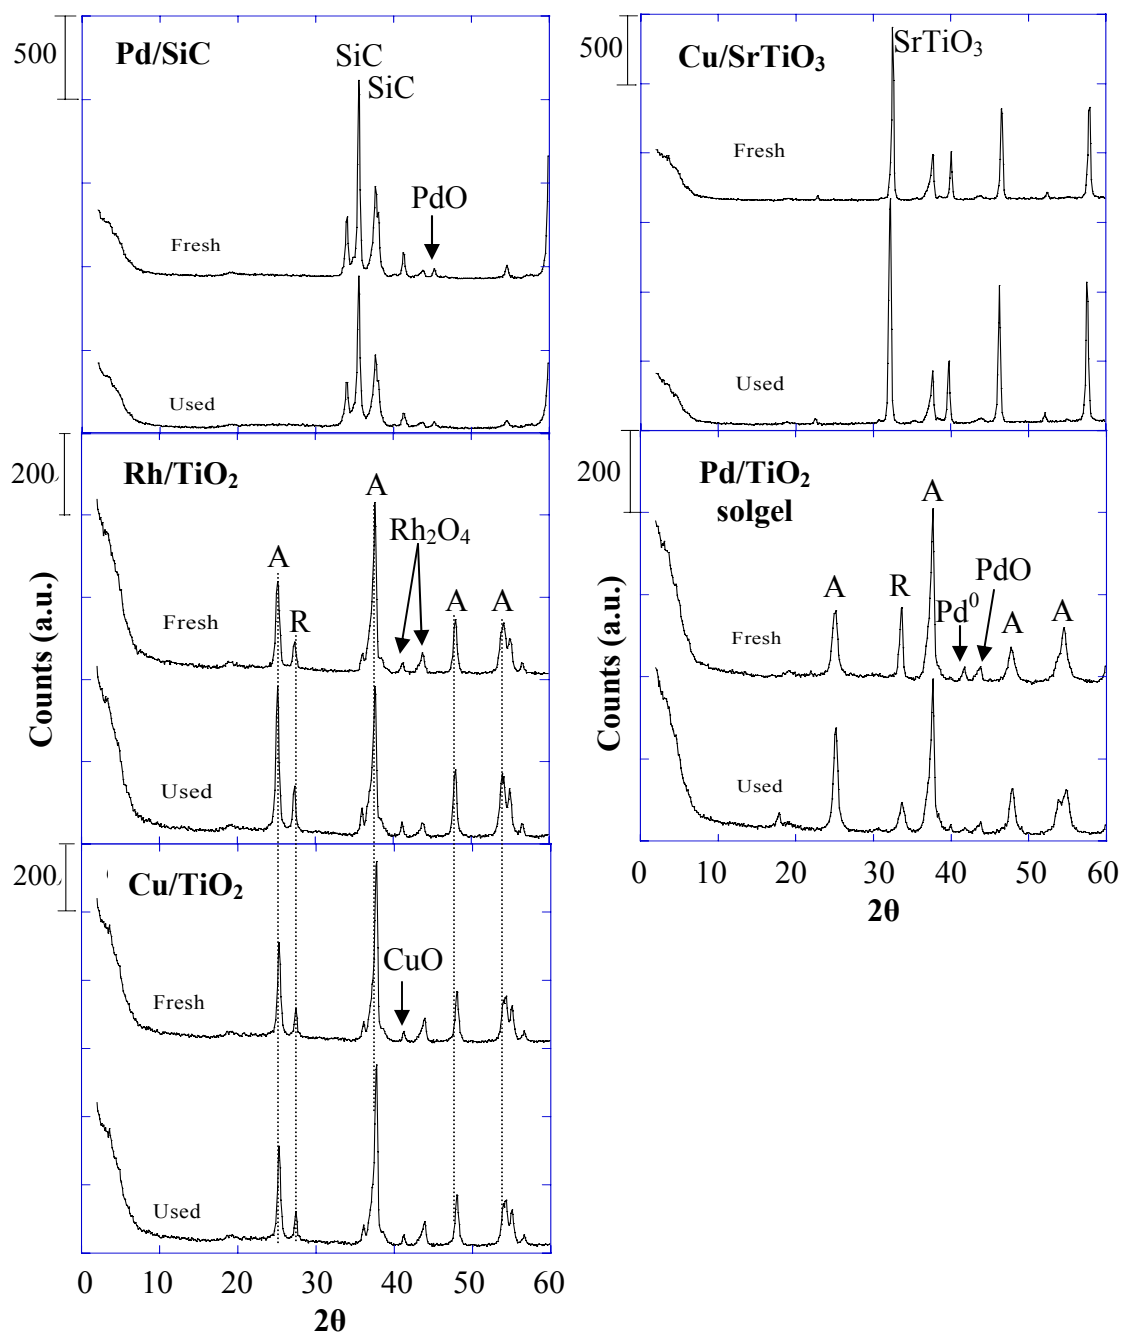 500
Pd/SiC
SiC
SiC
PdO
Fresh
Used
500
Cu/SrTiO₃
SrTiO₃
Fresh
Used
200
Rh/TiO₂
A
Rh₂O₄
A
R
A
A
Fresh
Used
Counts (a.u.)
200
Pd/TiO₂
solgel
A
PdO
A
R
Pd⁰
A
A
Fresh
Used
Counts (a.u.)
0 10 20 30 40 50 60
2θ
200
Cu/TiO₂
CuO
Fresh
Used
0 10 20 30 40 50 60
2θ